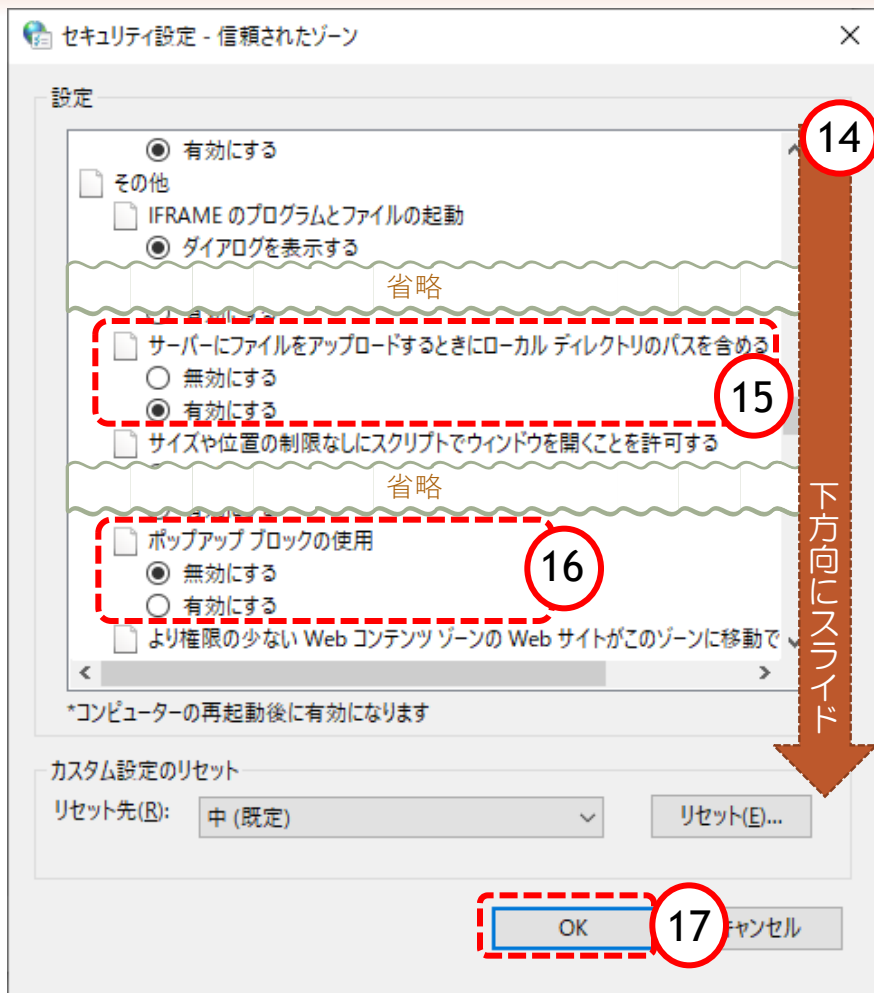 セキュリティ設定 - 信頼されたゾーン
設定
14
有効にする
その他
IFRAME のプログラムとファイルの起動
ダイアログを表示する
省略
サーバーにファイルをアップロードするときにローカル ディレクトリのパスを含める
無効にする
15
有効にする
サイズや位置の制限なしにスクリプトでウィンドウを開くことを許可する
省略
ポップアップ ブロックの使用
16
無効にする
有効にする
より権限の少ない Web コンテンツ ゾーンの Web サイトがこのゾーンに移動で
下方向にスライド
*コンピューターの再起動後に有効になります
カスタム設定のリセット
リセット先(R): 中 (既定) リセット(E)...
OK 17 ャンセル